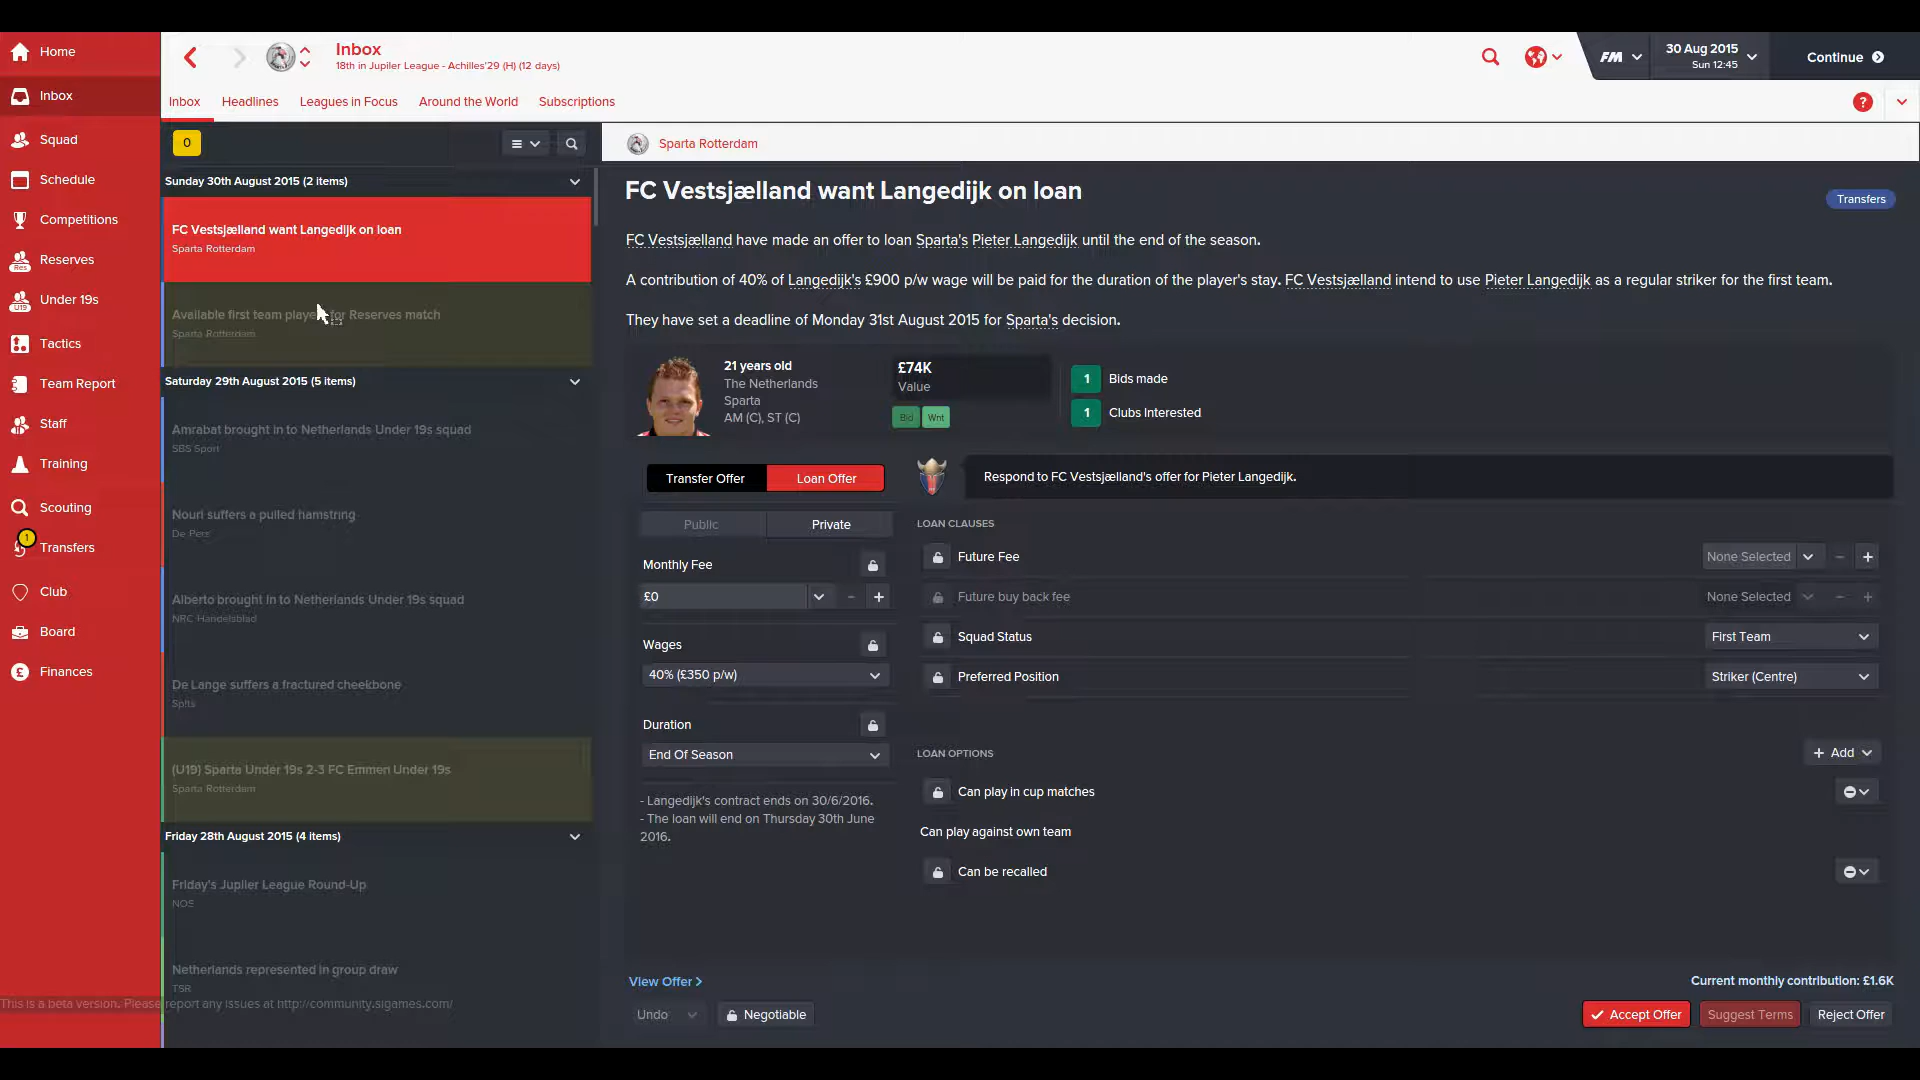 Home
Inbox
Squad
Schedule
Competitions
Res
Reserves
U19
Under 19s
Tactics
Team Report
Staff
Training
Scouting
1
Transfers
Club
Board
£
Finances
Inbox
18th in Jupiler League - Achilles'29 (H) (12 days)
FM
30 Aug 2015
Sun 12:45
Continue
Inbox
Headlines
Leagues in Focus
Around the World
Subscriptions
?
0
Sunday 30th August 2015 (2 items)
FC Vestsjælland want Langedijk on loan
Sparta Rotterdam
Available first team players for Reserves match
Sparta Rotterdam
Saturday 29th August 2015 (5 items)
Amrabat brought in to Netherlands Under 19s squad
SBS Sport
Nouri suffers a pulled hamstring
De Pers
Alberto brought in to Netherlands Under 19s squad
NRC Handelsblad
De Lange suffers a fractured cheekbone
Spits
(U19) Sparta Under 19s 2-3 FC Emmen Under 19s
Sparta Rotterdam
Friday 28th August 2015 (4 items)
Friday's Jupiler League Round-Up
NOS
Netherlands represented in group draw
TSR
This is a beta version. Please report any issues at http://community.sigames.com/
Sparta Rotterdam
FC Vestsjælland want Langedijk on loan
Transfers
FC Vestsjælland have made an offer to loan Sparta's Pieter Langedijk until the end of the season.
A contribution of 40% of Langedijk's £900 p/w wage will be paid for the duration of the player's stay. FC Vestsjælland intend to use Pieter Langedijk as a regular striker for the first team.
They have set a deadline of Monday 31st August 2015 for Sparta's decision.
21 years old
The Netherlands
Sparta
AM (C), ST (C)
£74K
Value
Bid
Wnt
1 Bids made
1 Clubs Interested
Transfer Offer
Loan Offer
Respond to FC Vestsjælland's offer for Pieter Langedijk.
Public
Private
Monthly Fee
£0
Wages
40% (£350 p/w)
Duration
End Of Season
- Langedijk's contract ends on 30/6/2016.
- The loan will end on Thursday 30th June
2016.
LOAN CLAUSES
Future Fee
None Selected
Future buy back fee
None Selected
Squad Status
First Team
Preferred Position
Striker (Centre)
LOAN OPTIONS
Add
Can play in cup matches
Can play against own team
Can be recalled
View Offer >
Current monthly contribution: £1.6K
Undo
Negotiable
Accept Offer
Suggest Terms
Reject Offer